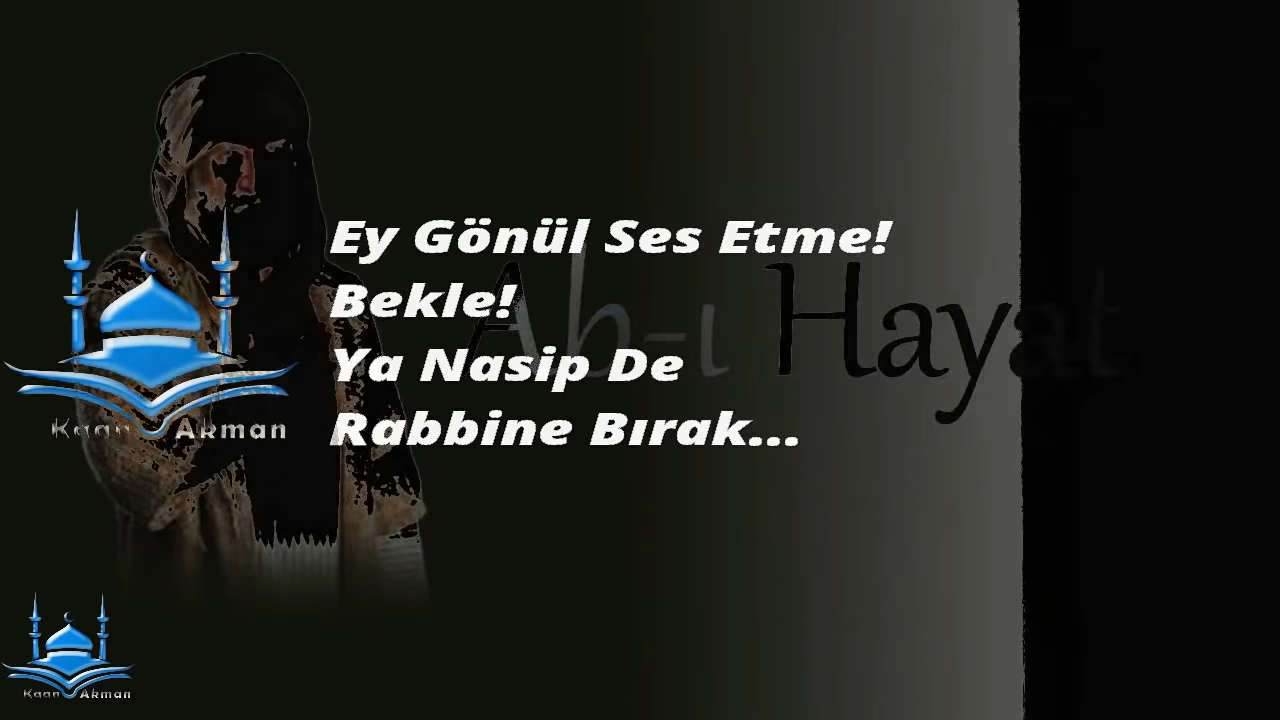 Ey Gönül Ses Etme!
Bekle!
Ya Nasip De
Rabbine Bırak...
Ab-ı Hayat
Kaan Akman
Kaan Akman